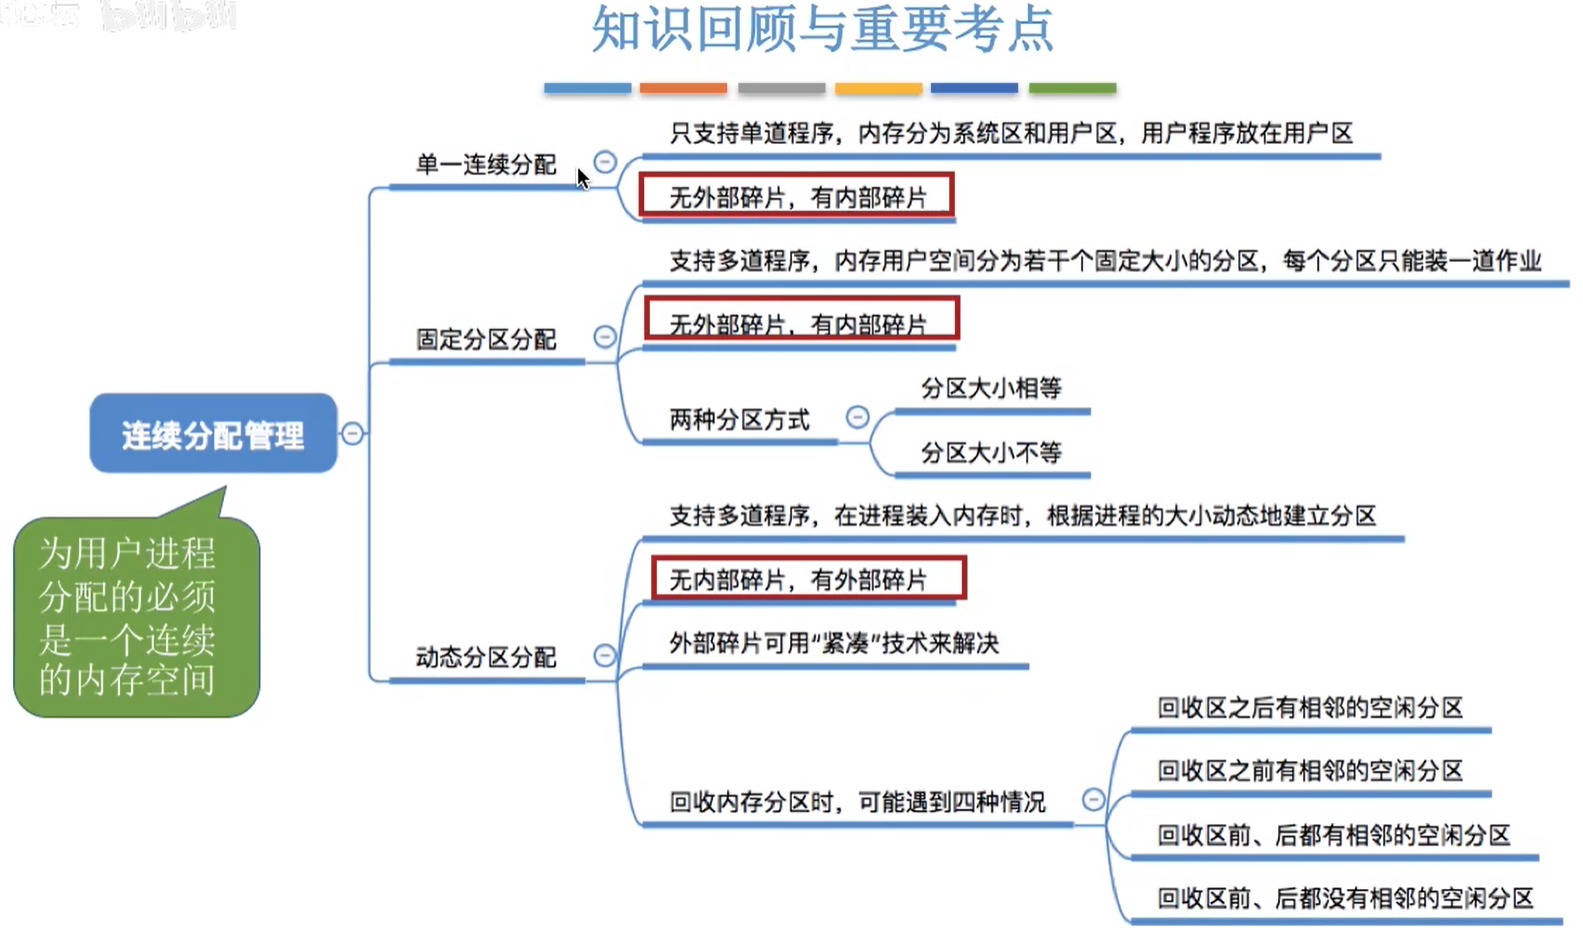 bilibili
知识回顾与重要考点
只支持单道程序，内存分为系统区和用户区，用户程序放在用户区
单一连续分配
无外部碎片，有内部碎片
支持多道程序，内存用户空间分为若干个固定大小的分区，每个分区只能装一道作业
固定分区分配
无外部碎片，有内部碎片
两种分区方式
分区大小相等
分区大小不等
连续分配管理
为用户进程
分配的必须
是一个连续
的内存空间
支持多道程序，在进程装入内存时，根据进程的大小动态地建立分区
无内部碎片，有外部碎片
动态分区分配
外部碎片可用“紧凑”技术来解决
回收内存分区时，可能遇到四种情况
回收区之后有相邻的空闲分区
回收区之前有相邻的空闲分区
回收区前、后都有相邻的空闲分区
回收区前、后都没有相邻的空闲分区